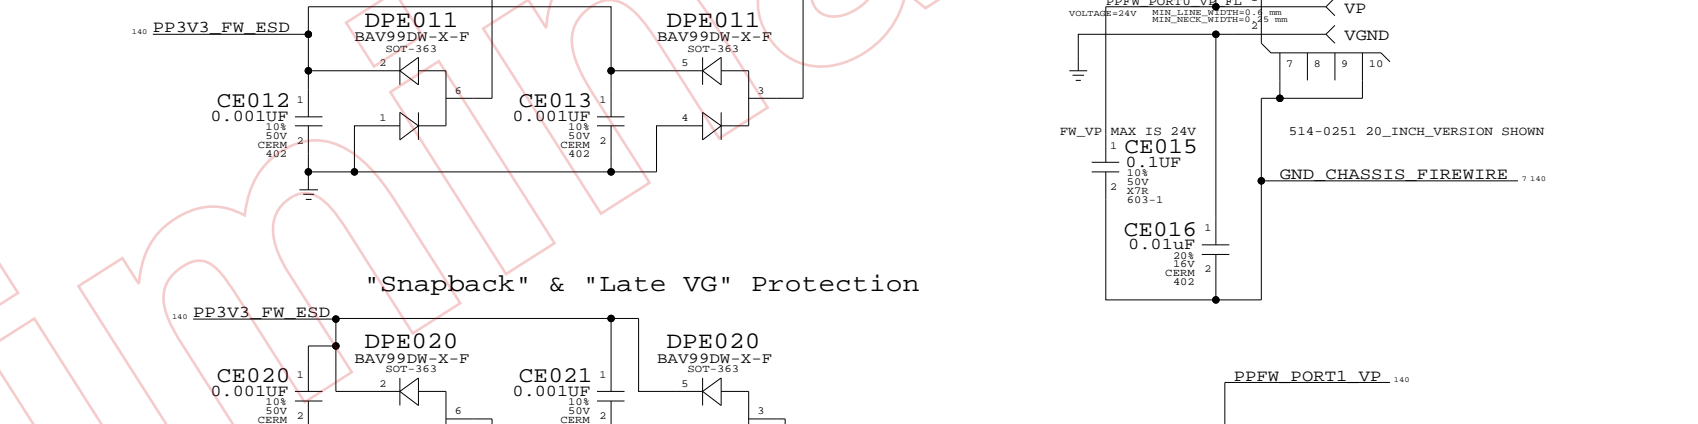 DPE011
BAV99DW-X-F
SOT-363
140 PP3V3_FW_ESD
2
6
1
CE012 1
0.001UF
10%
50V 2
CERM
402
DPE011
BAV99DW-X-F
SOT-363
5
3
4
CE013 1
0.001UF
10%
50V 2
CERM
402
PPFW_PORT0_VP_FL
VOLTAGE=24V
MIN_LINE_WIDTH=0.6 mm
MIN_NECK_WIDTH=0.25 mm
VP
2
VGND
7 8 9 10
FW_VP MAX IS 24V
514-0251 20_INCH_VERSION SHOWN
1 CE015
0.1UF
10%
50V
2 X7R
603-1
GND_CHASSIS_FIREWIRE 7 140
CE016 1
0.01uF
20%
16V
CERM 2
402
"Snapback" & "Late VG" Protection
140 PP3V3_FW_ESD
DPE020
BAV99DW-X-F
SOT-363
2
6
CE020 1
0.001UF
10%
50V 2
CERM
DPE020
BAV99DW-X-F
SOT-363
5
3
CE021 1
0.001UF
10%
50V 2
CERM
PPFW_PORT1_VP 140